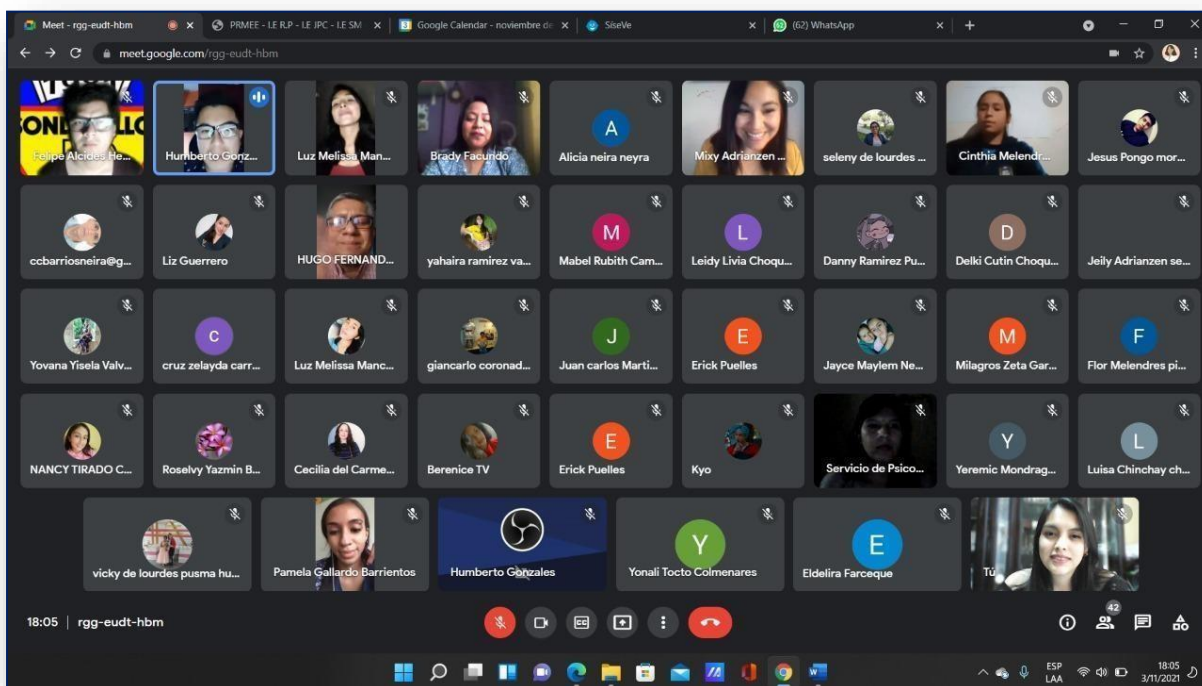 Meet - rgg-eudt-hbm
PRMEE - LE R.P - LE JPC - LE SM
Google Calendar - noviembre de
SíseVe
(62) WhatsApp
meet.google.com/rgg-eudt-hbm
Felipe Alcides He...
Humberto Gonz...
Luz Melissa Man...
Brady Facundo
A
Alicia neira neyra
Mixy Adrianzen ...
seleny de lourdes ...
Cinthia Melendr...
Jesus Pongo mor...
ccbarriosneira@g...
Liz Guerrero
HUGO FERNAND...
yahaira ramirez va...
M
Mabel Rubith Cam...
L
Leidy Livia Choqu...
Danny Ramirez Pu...
D
Delki Cutin Choqu...
Jeily Adrianzen se...
Yovana Yisela Valv...
c
cruz zelayda carr...
Luz Melissa Manc...
giancarlo coronad...
J
Juan carlos Marti...
E
Erick Puelles
Jayce Maylem Ne...
M
Milagros Zeta Gar...
F
Flor Melendres pi...
NANCY TIRADO C...
Roselvy Yazmin B...
Cecilia del Carme...
Berenice TV
E
Erick Puelles
Kyo
Servicio de Psico...
Y
Yeremic Mondrag...
L
Luisa Chinchay ch...
vicky de lourdes pusma hu...
Pamela Gallardo Barrientos
Humberto Gonzales
Y
Yonali Tocto Colmenares
E
Eldelira Farceque
Tú
18:05 | rgg-eudt-hbm
42
ESP
LAA
18:05
3/11/2021